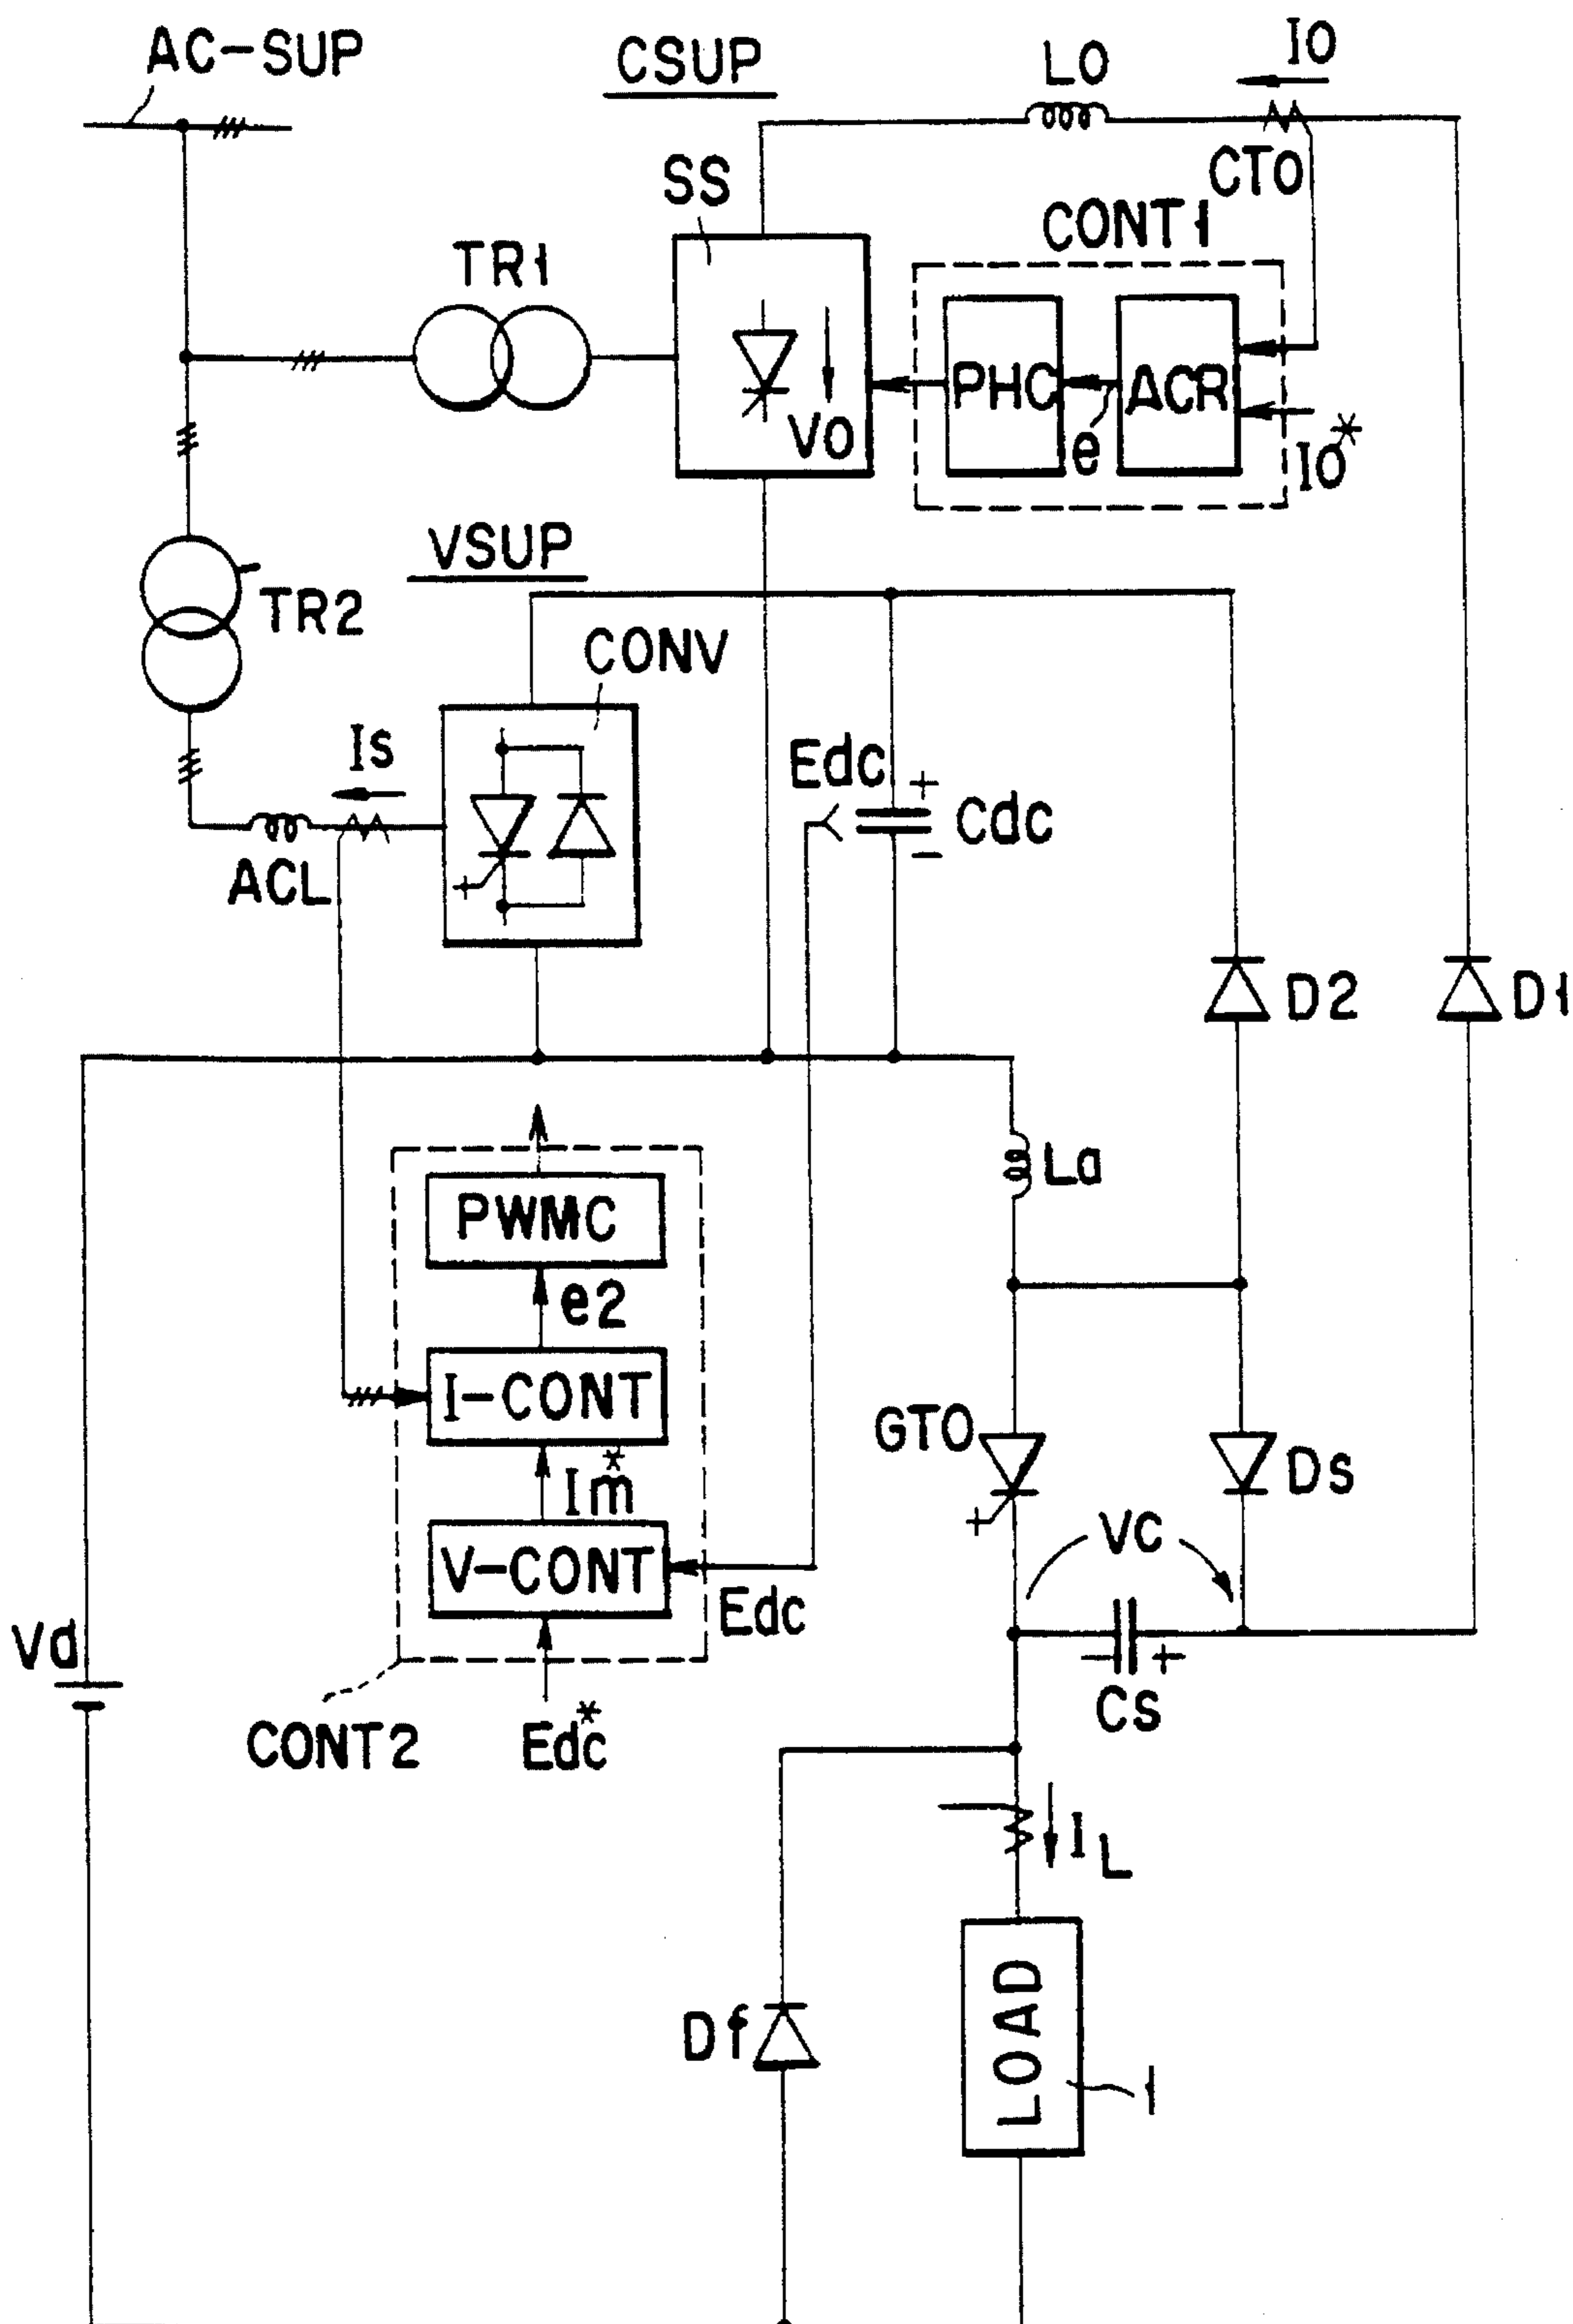 AC-SUP
CSUP
L0
I0
SS
CT0
CONT1
TR1
PHC
ACR
V0
e
I0*
VSUP
TR2
CONV
Is
Edc
+
Cdc
-
ACL
+
D2
D1
La
PWMC
e2
I-CONT
GTO
Ds
Im*
+
Vc
V-CONT
Edc
Vd
- +
Cs
CONT2
Edc*
IL
Df
LOAD
1